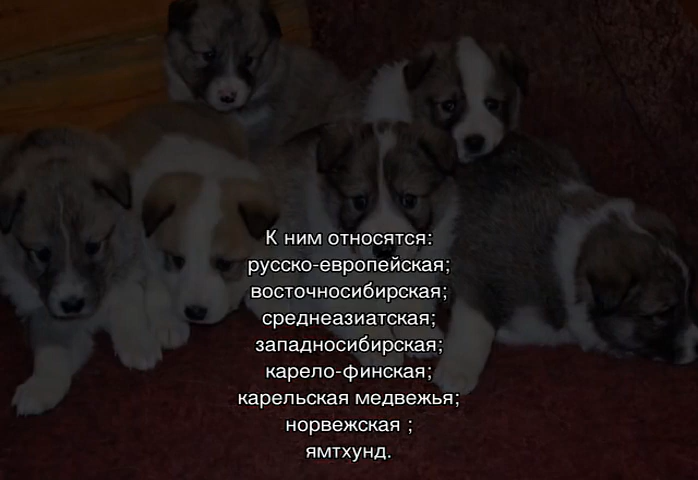 К ним относятся:
русско-европейская;
восточносибирская;
среднеазиатская;
западносибирская;
карело-финская;
карельская медвежья;
норвежская ;
ямтхунд.